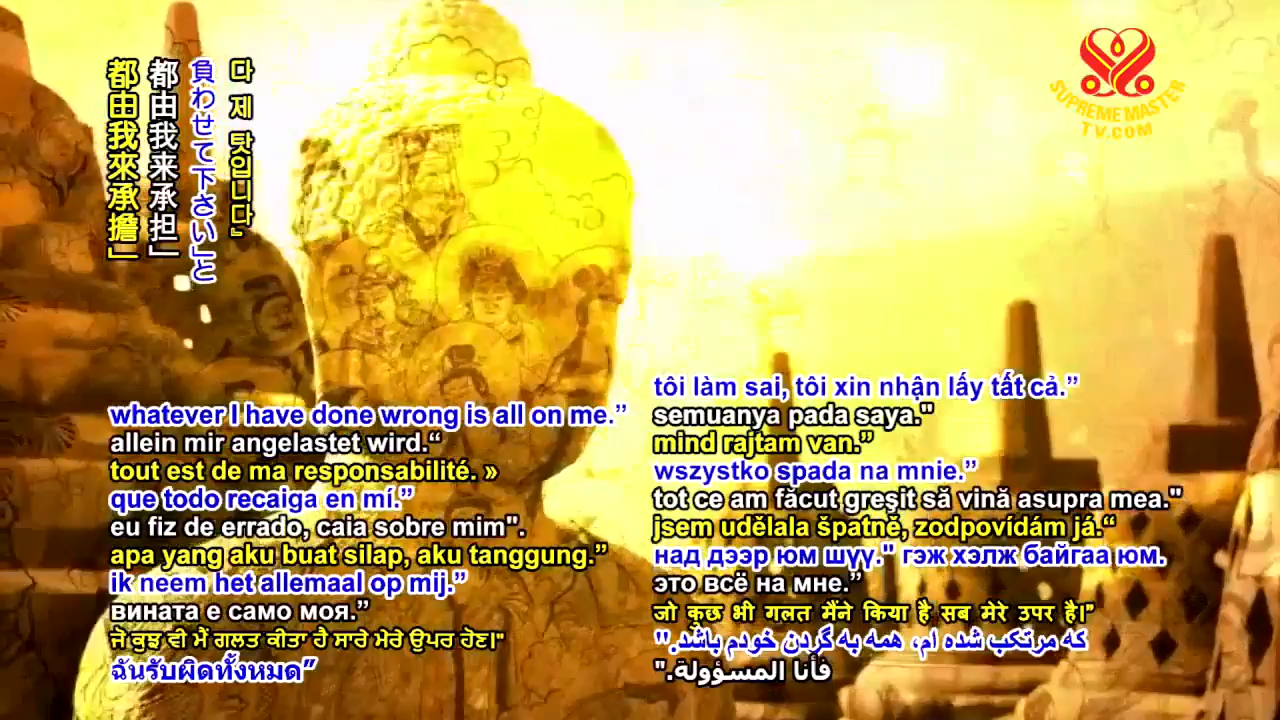 다 제 탓입니다』
負わせて下さい」と
都由我来承担」
都由我來承擔」
SUPREME MASTER
TV.COM
whatever I have done wrong is all on me.”
allein mir angelastet wird.“
tout est de ma responsabilité. »
que todo recaiga en mí.”
eu fiz de errado, caia sobre mim".
apa yang aku buat silap, aku tanggung.”
ik neem het allemaal op mij.”
вината е само моя.”
ਜੋ ਕੁਝ ਵੀ ਮੈਂ ਗਲਤ ਕੀਤਾ ਹੈ ਸਾਰੇ ਮੇਰੇ ਉਪਰ ਹੋਣ।"
ฉันรับผิดทั้งหมด”
tôi làm sai, tôi xin nhận lấy tất cả.”
semuanya pada saya."
mind rajtam van.”
wszystko spada na mnie.”
tot ce am făcut greşit să vină asupra mea."
jsem udělala špatně, zodpovídám já.“
над дээр юм шүү." гэж хэлж байгаа юм.
это всё на мне.”
जो कुछ भी गलत मैंने किया है सब मेरे उपर है।”
که مرتکب شده ام، همه به گردن خودم باشد."
فأنا المسؤولة."